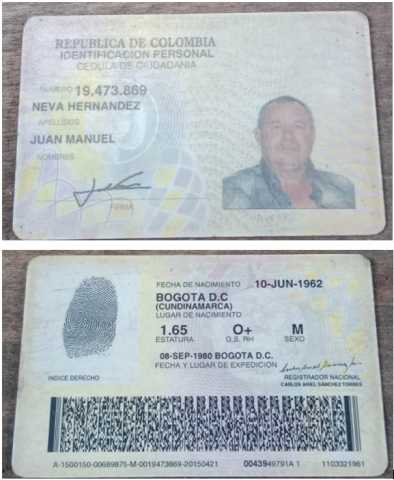 REPUBLICA DE COLOMBIA
IDENTIFICACION PERSONAL
CEDULA DE CIUDADANIA
NUMERO 19.473.869
NEVA HERNANDEZ
APELLIDOS
JUAN MANUEL
NOMBRES
FIRMA
FECHA DE NACIMIENTO 10-JUN-1962
BOGOTA D.C
(CUNDINAMARCA)
LUGAR DE NACIMIENTO
1.65 O+ M
ESTATURA G.S. RH SEXO
08-SEP-1980 BOGOTA D.C.
FECHA Y LUGAR DE EXPEDICION
INDICE DERECHO
REGISTRADOR NACIONAL
CARLOS ARIEL SÁNCHEZ TORRES
A-1500150-00689875-M-0019473869-20150421 0043949791A 1 1103321961